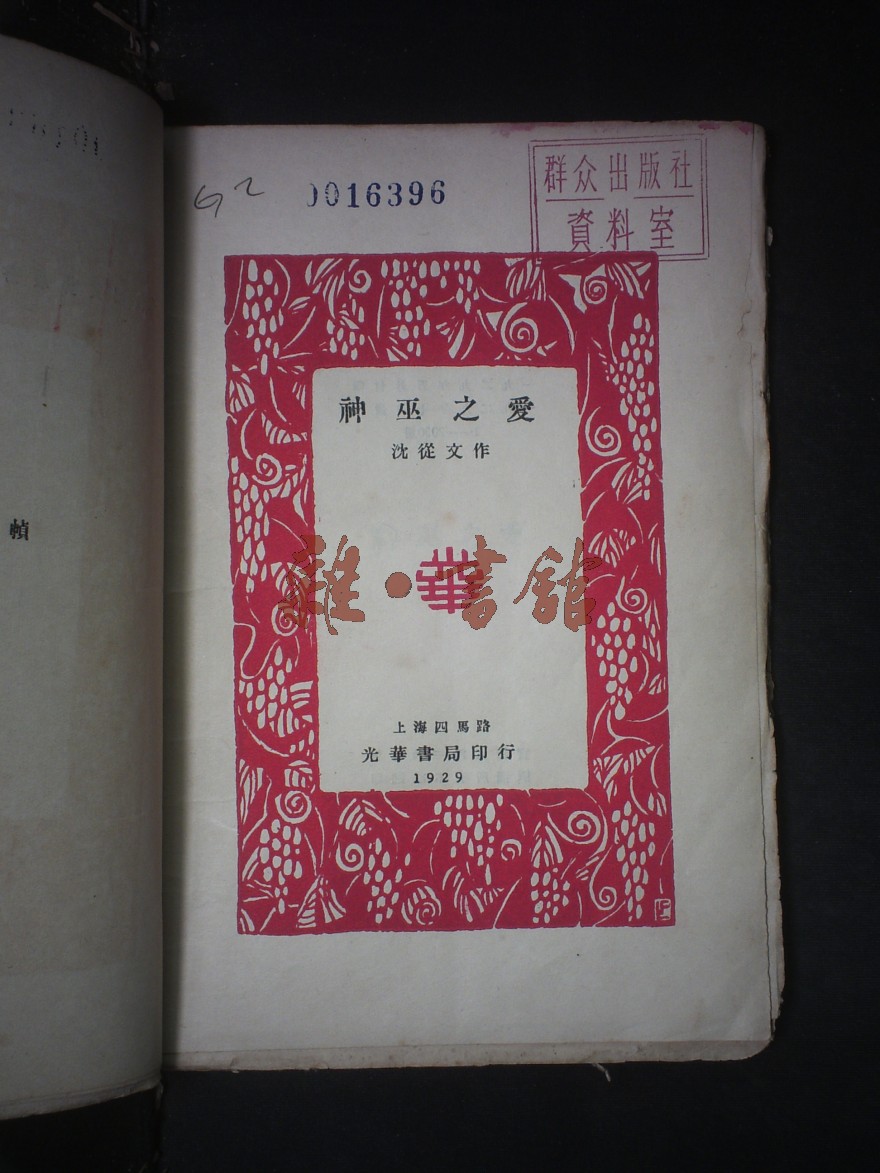 0016396
群众出版社
資料室
神巫之愛
沈從文作
雜·書館
上海四馬路
光華書局印行
1929
幀